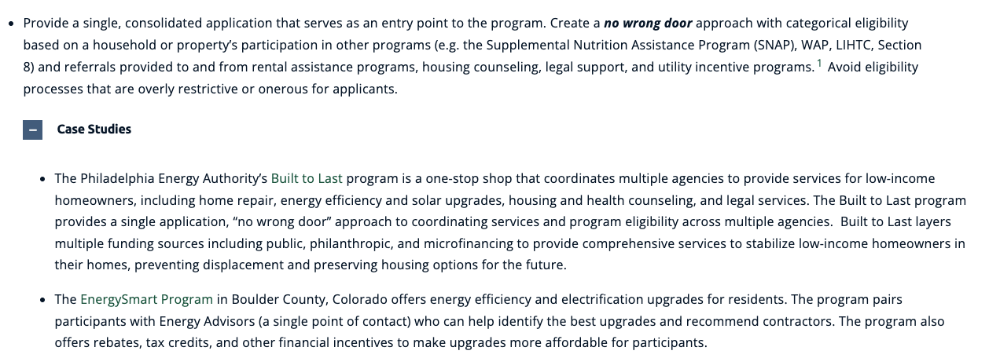 • Provide a single, consolidated application that serves as an entry point to the program. Create a no wrong door approach with categorical eligibility
based on a household or property’s participation in other programs (e.g. the Supplemental Nutrition Assistance Program (SNAP), WAP, LIHTC, Section
8) and referrals provided to and from rental assistance programs, housing counseling, legal support, and utility incentive programs. 1 Avoid eligibility
processes that are overly restrictive or onerous for applicants.
− Case Studies
• The Philadelphia Energy Authority’s Built to Last program is a one-stop shop that coordinates multiple agencies to provide services for low-income
homeowners, including home repair, energy efficiency and solar upgrades, housing and health counseling, and legal services. The Built to Last program
provides a single application, “no wrong door” approach to coordinating services and program eligibility across multiple agencies.  Built to Last layers
multiple funding sources including public, philanthropic, and microfinancing to provide comprehensive services to stabilize low-income homeowners in
their homes, preventing displacement and preserving housing options for the future.
• The EnergySmart Program in Boulder County, Colorado offers energy efficiency and electrification upgrades for residents. The program pairs
participants with Energy Advisors (a single point of contact) who can help identify the best upgrades and recommend contractors. The program also
offers rebates, tax credits, and other financial incentives to make upgrades more affordable for participants.